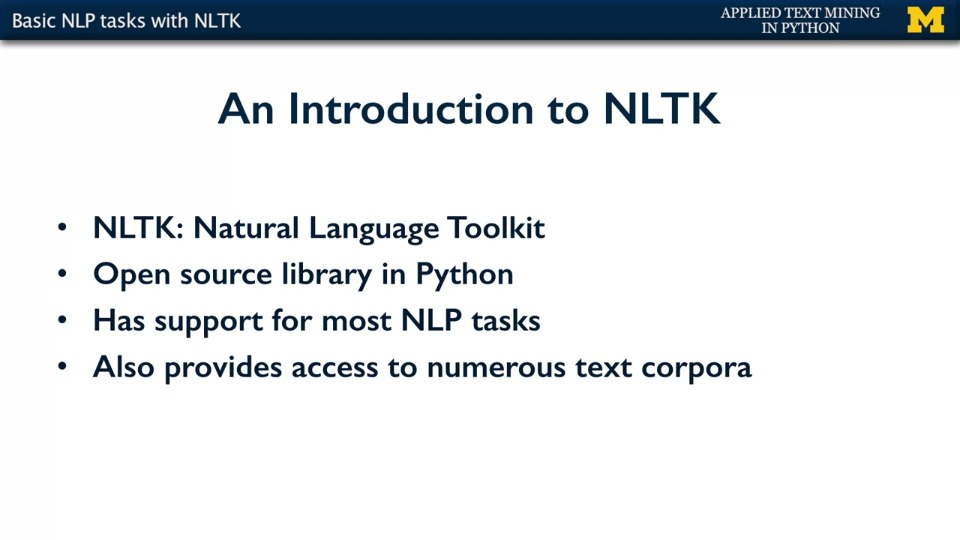 Basic NLP tasks with NLTK
APPLIED TEXT MINING
IN PYTHON
M
An Introduction to NLTK
• NLTK: Natural Language Toolkit
• Open source library in Python
• Has support for most NLP tasks
• Also provides access to numerous text corpora